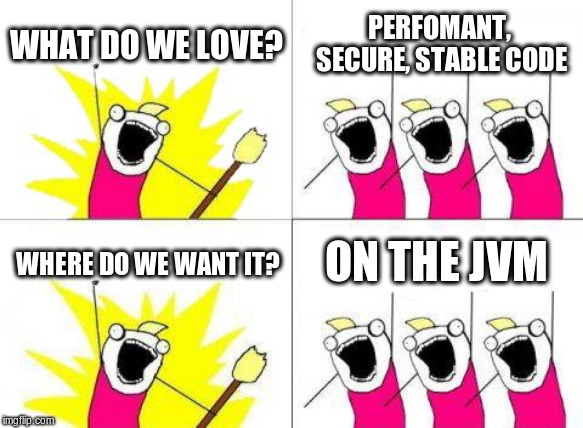 WHAT DO WE LOVE?
PERFOMANT,
SECURE, STABLE CODE
WHERE DO WE WANT IT?
ON THE JVM
imgflip.com